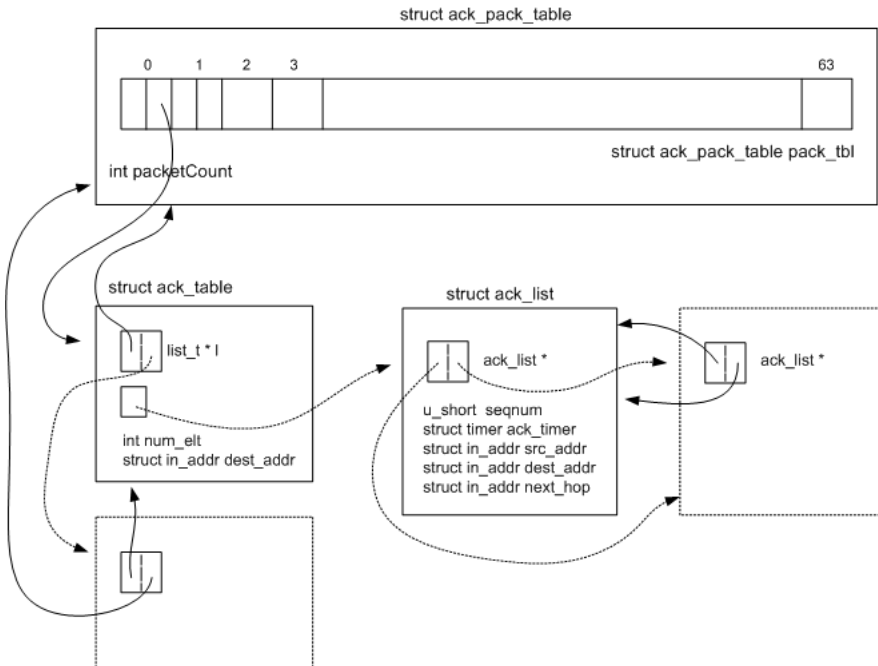 struct ack_pack_table
0 1 2 3 63
struct ack_pack_table pack_tbl
int packetCount
struct ack_table
list_t * l
int num_elt
struct in_addr dest_addr
struct ack_list
ack_list *
u_short seqnum
struct timer ack_timer
struct in_addr src_addr
struct in_addr dest_addr
struct in_addr next_hop
ack_list *